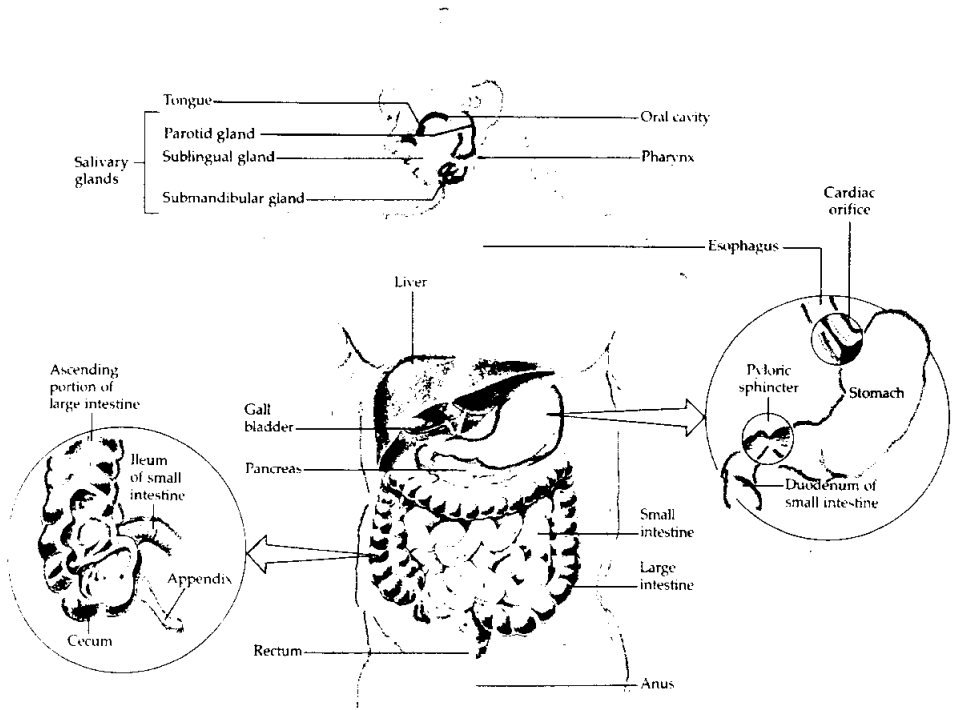 Tongue
Oral cavity
Parotid gland
Salivary
glands
Sublingual gland
Pharynx
Submandibular gland
Cardiac
orifice
Esophagus
Liver
Ascending
portion of
large intestine
Pyloric
sphincter
Stomach
Gall
bladder
Ileum
of small
intestine
Pancreas
Duodenum of
small intestine
Small
intestine
Large
intestine
Appendix
Cecum
Rectum
Anus